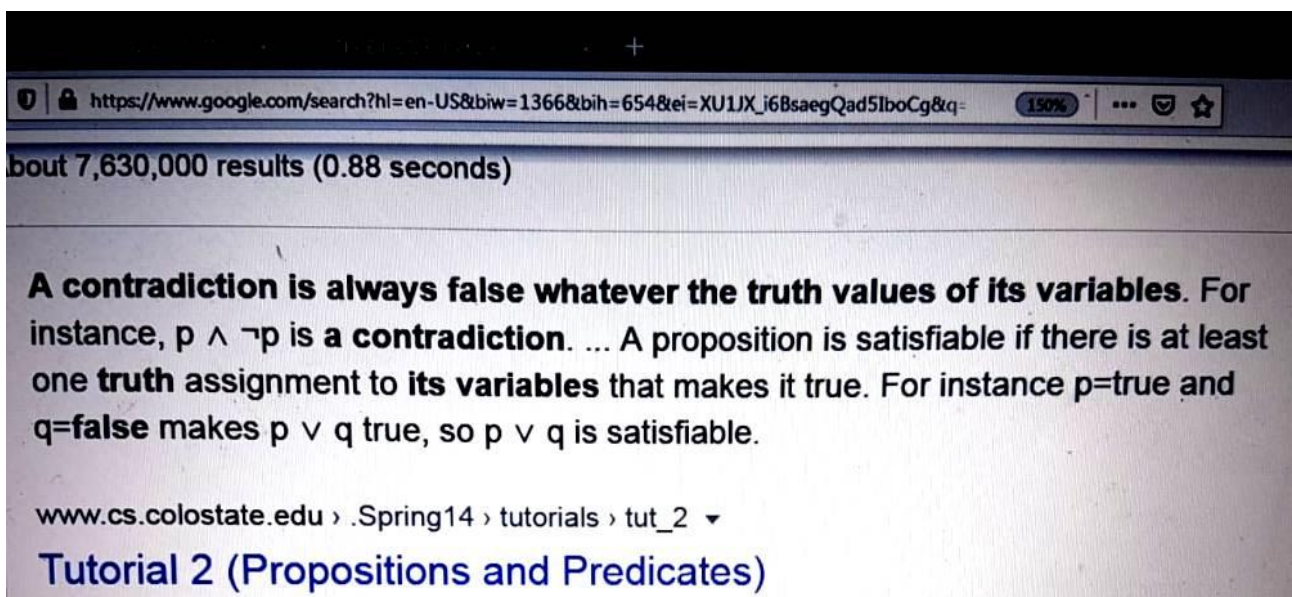 +
https://www.google.com/search?hl=en-US&biw=1366&bih=654&ei=XU1JX_i6BsaegQad5IboCg&q=
150%
bout 7,630,000 results (0.88 seconds)
A contradiction is always false whatever the truth values of its variables. For
instance, p ∧ ¬p is a contradiction. ... A proposition is satisfiable if there is at least
one truth assignment to its variables that makes it true. For instance p=true and
q=false makes p ∨ q true, so p ∨ q is satisfiable.
www.cs.colostate.edu › .Spring14 › tutorials › tut_2
Tutorial 2 (Propositions and Predicates)